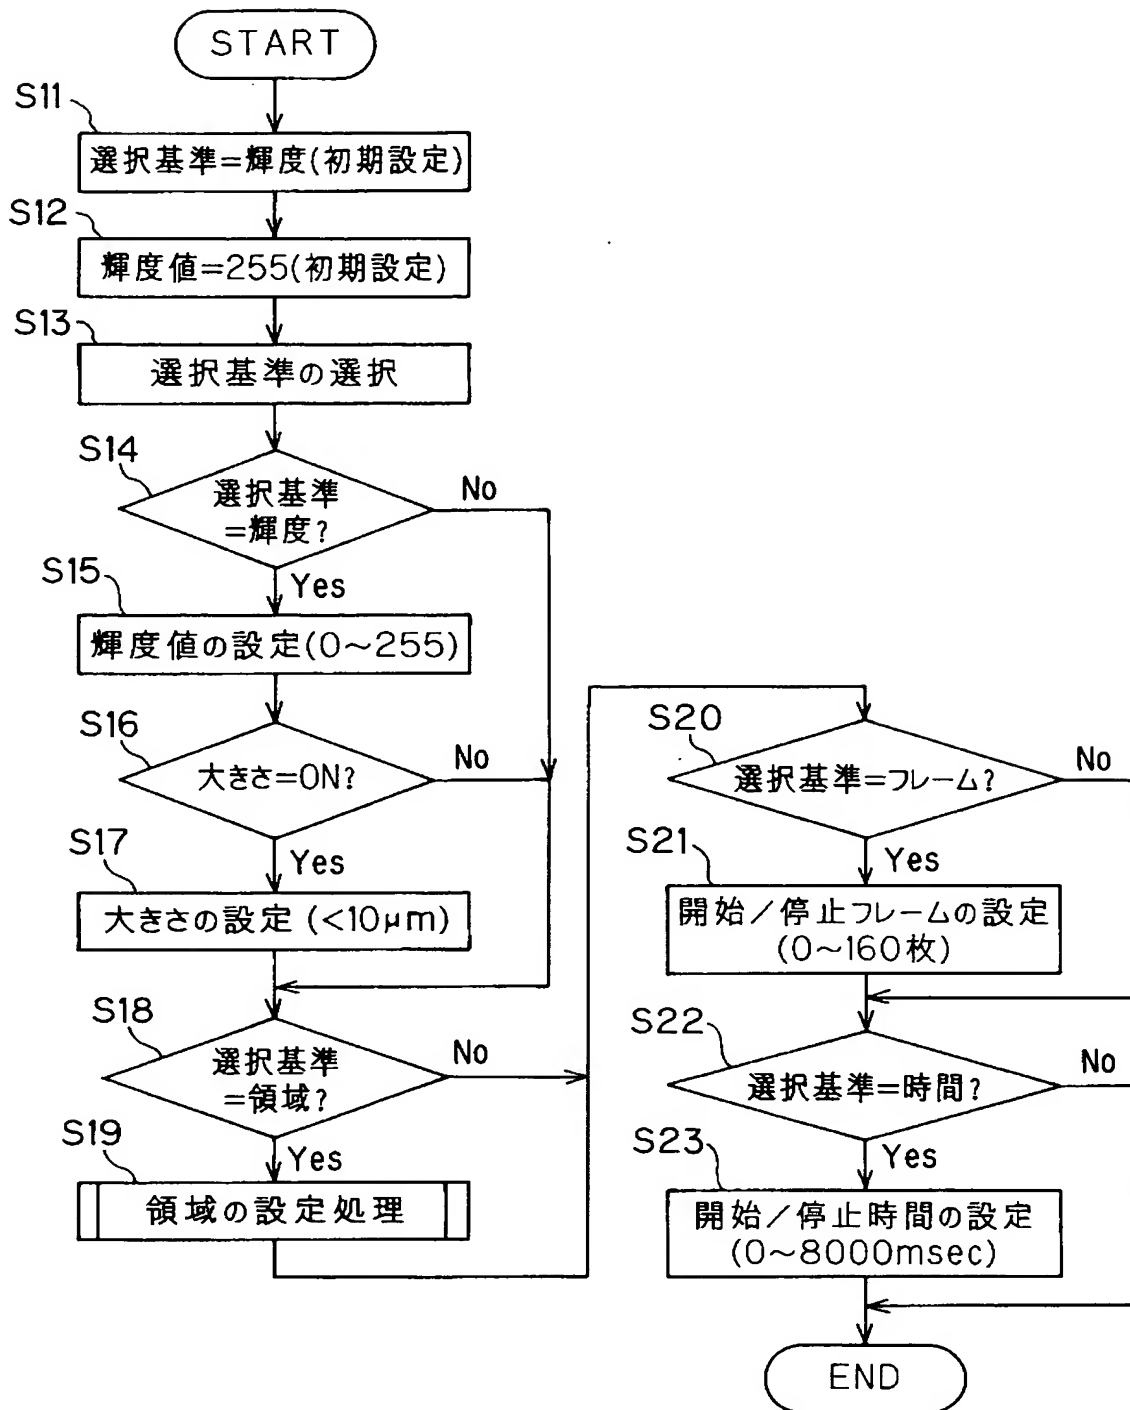 START
S11
選択基準=輝度(初期設定)
S12
輝度値=255(初期設定)
S13
選択基準の選択
S14
選択基準
=輝度?
No
Yes
S15
輝度値の設定(0~255)
S16
大きさ=ON?
No
Yes
S17
大きさの設定(<10μm)
S18
選択基準
=領域?
No
Yes
S19
領域の設定処理
S20
選択基準=フレーム?
No
Yes
S21
開始/停止フレームの設定
(0~160枚)
S22
選択基準=時間?
No
Yes
S23
開始/停止時間の設定
(0~8000msec)
END